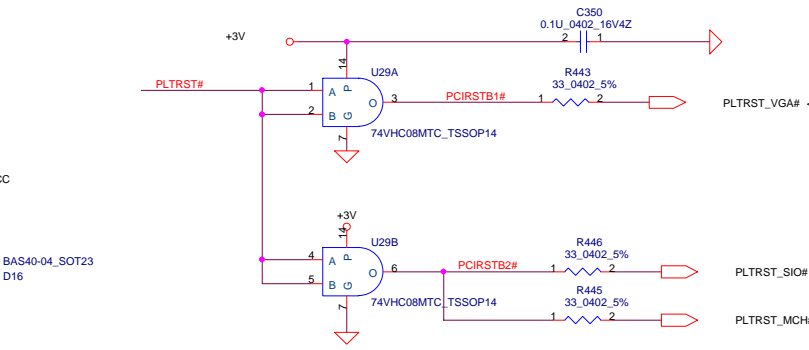 C350
0.1U_0402_16V4Z
+3V
2 1
14
U29A
R443
33_0402_5%
PLTRST#
1 A P
O 3
PCIRSTB1#
1 2
PLTRST_VGA#
2 B G
7
74VHC08MTC_TSSOP14
CC
+3V
14
U29B
R446
33_0402_5%
BAS40-04_SOT23
D16
4 A P
O 6
PCIRSTB2#
1 2
PLTRST_SIO#
5 B G
R445
33_0402_5%
7
74VHC08MTC_TSSOP14
1 2
PLTRST_MCH#